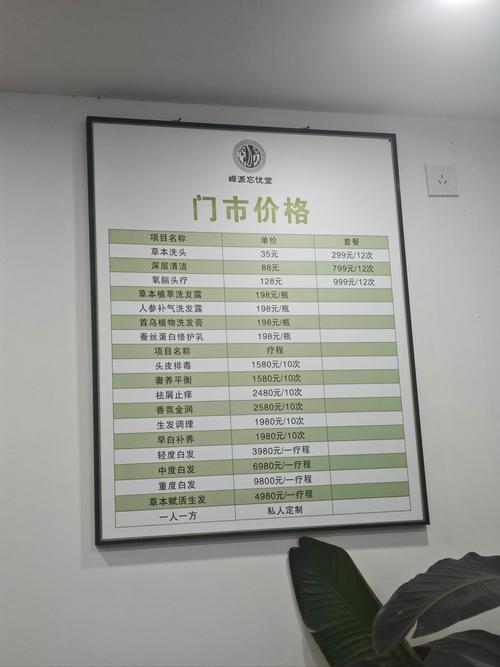 嵘派忘忧堂
门市价格
项目名称 单价 套餐
草本洗头 35元 299元/12次
深层清洁 88元 799元/12次
氧脑头疗 128元 999元/12次
草本植萃洗发露 198元/瓶
人参补气洗发露 198元/瓶
首乌植物洗发膏 198元/瓶
蚕丝蛋白修护乳 198元/瓶
项目名称 疗程
头皮排毒 1580元/10次
奢养平衡 1580元/10次
祛屑止痒 2480元/10次
香氛金润 2580元/10次
生发调理 1980元/10次
早白补养 1980元/10次
轻度白发 3980元/一疗程
中度白发 6980元/一疗程
重度白发 9800元/一疗程
草本赋活生发 4980元/一疗程
一人一方 私人定制